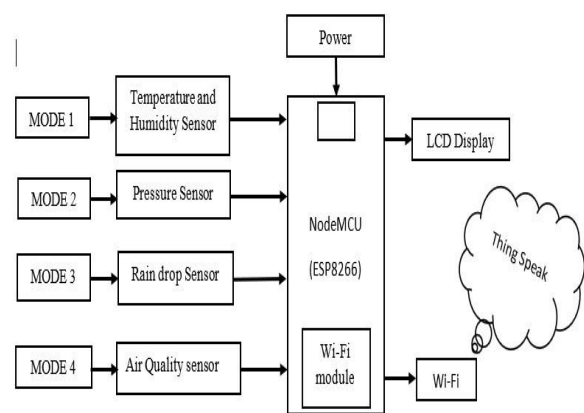 Power
MODE 1
Temperature and
Humidity Sensor
LCD Display
MODE 2
Pressure Sensor
NodeMCU
(ESP8266)
Thing Speak
MODE 3
Rain drop Sensor
MODE 4
Air Quality sensor
Wi-Fi
module
Wi-Fi